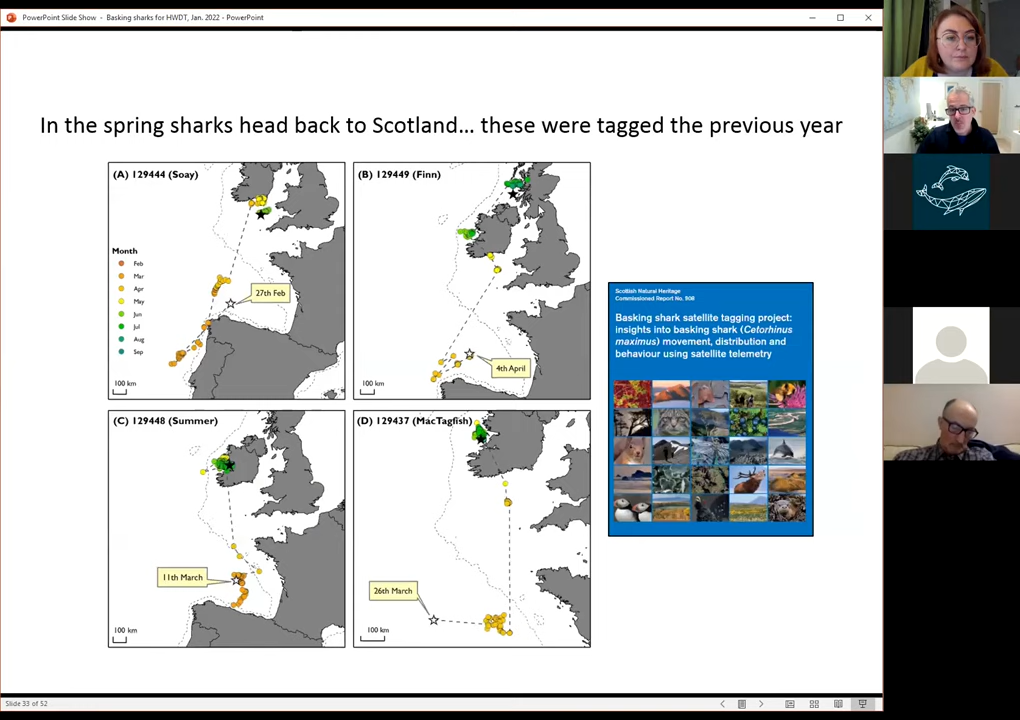 PowerPoint Slide Show - Basking sharks for HWDT, Jan. 2022 - PowerPoint
In the spring sharks head back to Scotland... these were tagged the previous year
(A) 129444 (Soay)
Month
Feb
Mar
Apr
May
Jun
Jul
Aug
Sep
27th Feb
100 km
(B) 129449 (Finn)
4th April
100 km
(C) 129448 (Summer)
11th March
100 km
(D) 129437 (MacTagfish)
26th March
100 km
Scottish Natural Heritage
Commissioned Report No. 908
Basking shark satellite tagging project:
insights into basking shark (Cetorhinus
maximus) movement, distribution and
behaviour using satellite telemetry
Slide 33 of 52